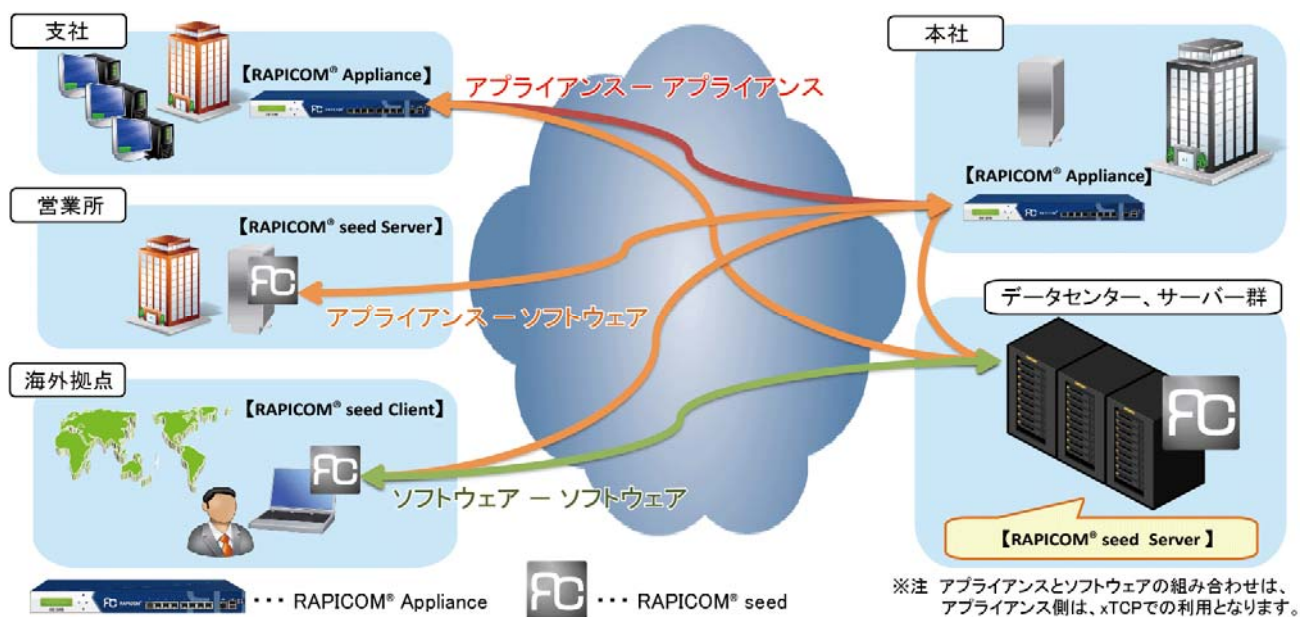 支社
【RAPICOM® Appliance】
アプライアンス － アプライアンス
本社
【RAPICOM® Appliance】
営業所
【RAPICOM® seed Server】
アプライアンス － ソフトウェア
データセンター、サーバー群
海外拠点
【RAPICOM® seed Client】
ソフトウェア － ソフトウェア
【RAPICOM® seed Server】
・・・ RAPICOM® Appliance
・・・ RAPICOM® seed
※注 アプライアンスとソフトウェアの組み合わせは、
アプライアンス側は、xTCPでの利用となります。